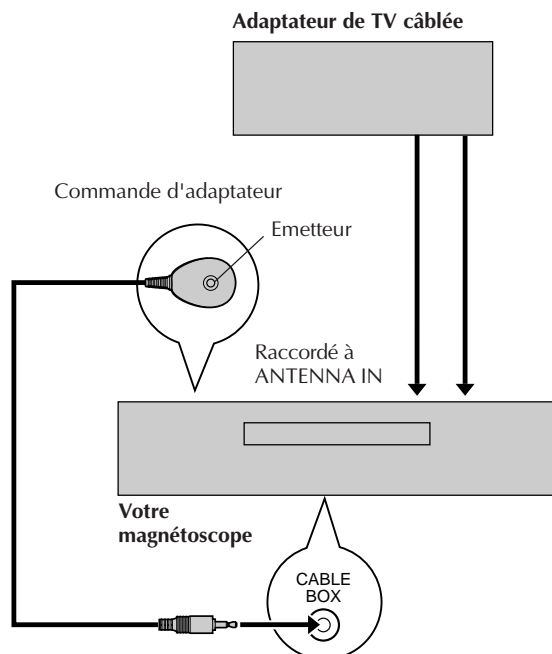 Adaptateur de TV câblée
Commande d'adaptateur
Emetteur
Raccordé à
ANTENNA IN
Votre
magnétoscope
CABLE
BOX